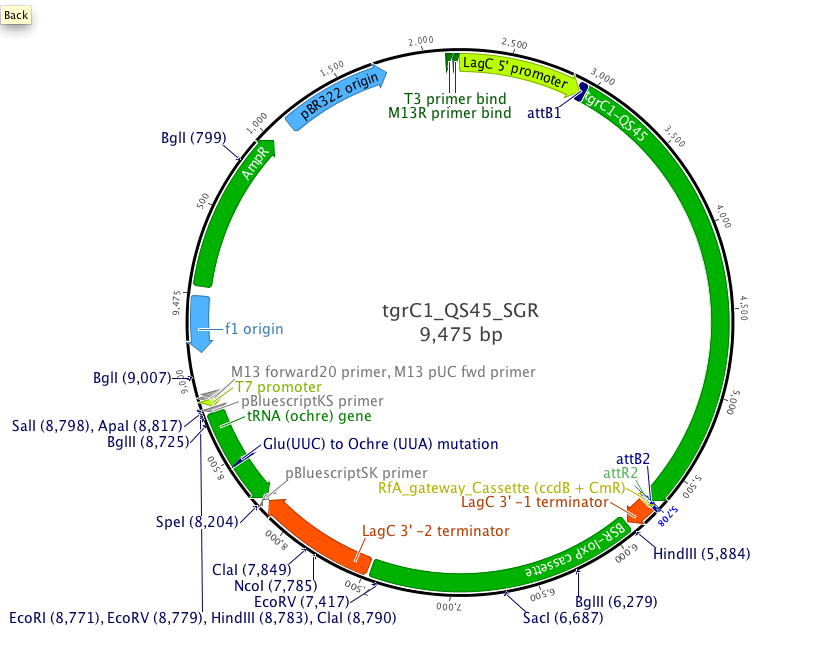 Back
2,000
2,500
1,500
pBR322 origin
LagC 5' promoter
3,000
T3 primer bind
M13R primer bind
attB1
tgrC1-QS45
1,000
BglI (799)
AmpR
3,500
500
4,000
9,475
tgrC1_QS45_SGR
9,475 bp
4,500
f1 origin
BglI (9,007)
9,000
M13 forward20 primer, M13 pUC fwd primer
T7 promoter
pBluescriptKS primer
5,000
SalI (8,798), ApaI (8,817)
tRNA (ochre) gene
BglII (8,725)
Glu(UUC) to Ochre (UUA) mutation
attB2
8,500
pBluescriptSK primer
attR2
RfA_gateway_Cassette (ccdB + CmR)
5,500
LagC 3' -1 terminator
5,708
SpeI (8,204)
LagC 3' -2 terminator
BSR-loxP cassette
8,000
6,000
HindIII (5,884)
ClaI (7,849)
NcoI (7,785)
7,500
6,500
EcoRV (7,417)
7,000
BglII (6,279)
EcoRI (8,771), EcoRV (8,779), HindIII (8,783), ClaI (8,790)
SacI (6,687)